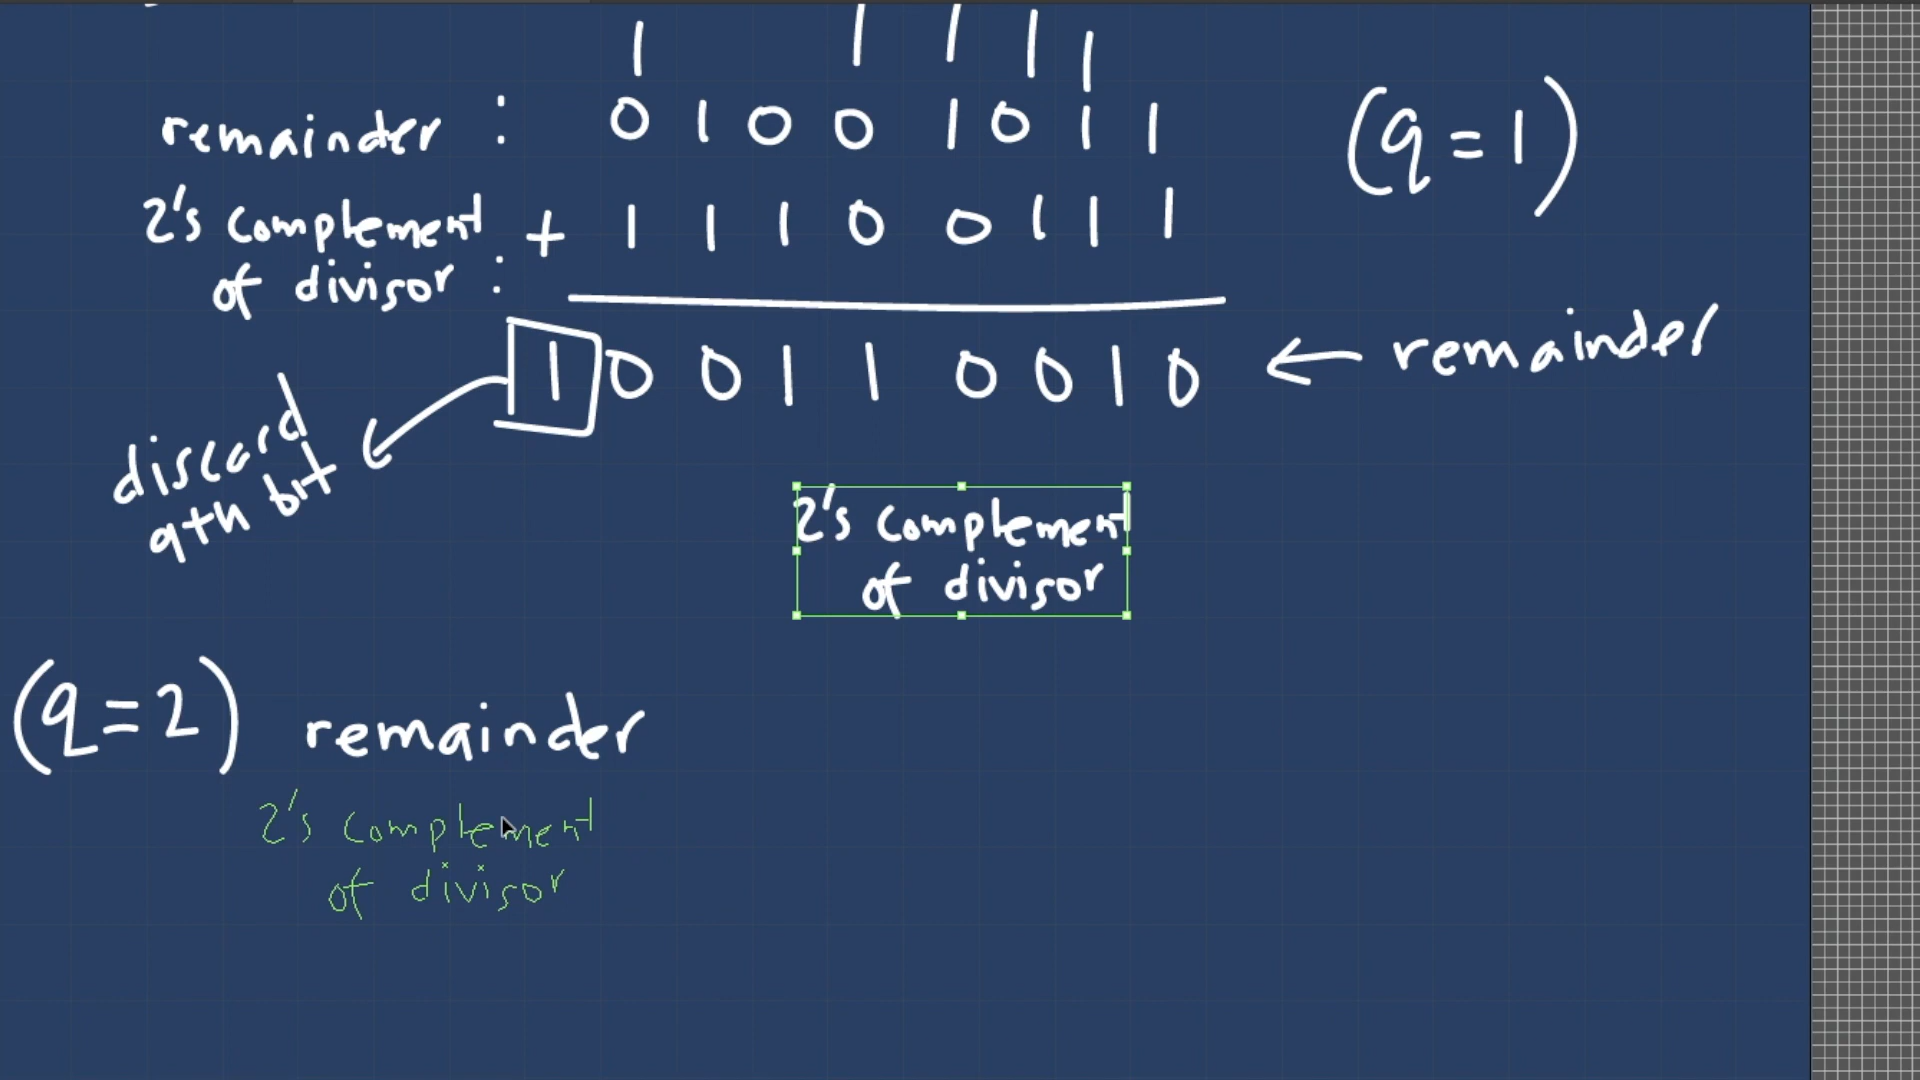 1 1 1 1 1
remainder : 0 1 0 0 1 0 1 1 (q = 1)
2's complement + 1 1 1 0 0 1 1 1
of divisor :
1 0 0 1 1 0 0 1 0 ← remainder
discard
9th bit
2's complement
of divisor
(q = 2) remainder
2's complement
of divisor